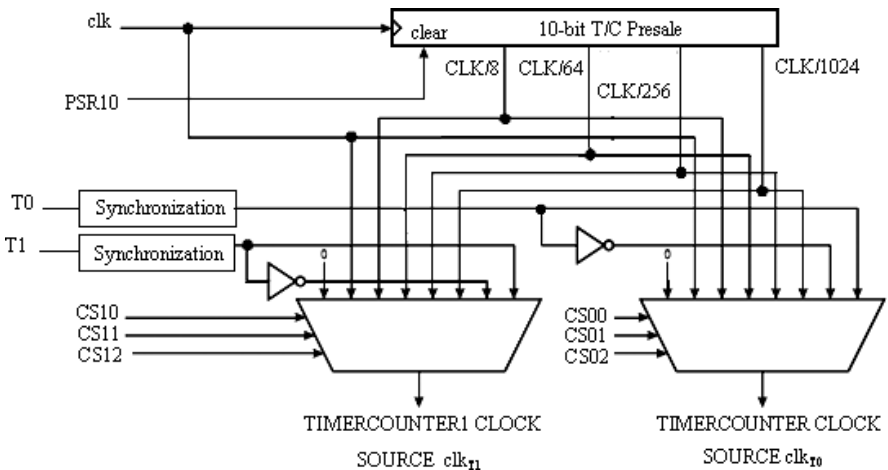 clk
clear
10-bit T/C Presale
CLK/8
CLK/64
CLK/256
CLK/1024
PSR10
T0
Synchronization
T1
Synchronization
0
0
CS10
CS11
CS12
CS00
CS01
CS02
TIMERCOUNTER1 CLOCK
SOURCE clkT1
TIMERCOUNTER CLOCK
SOURCE clkT0